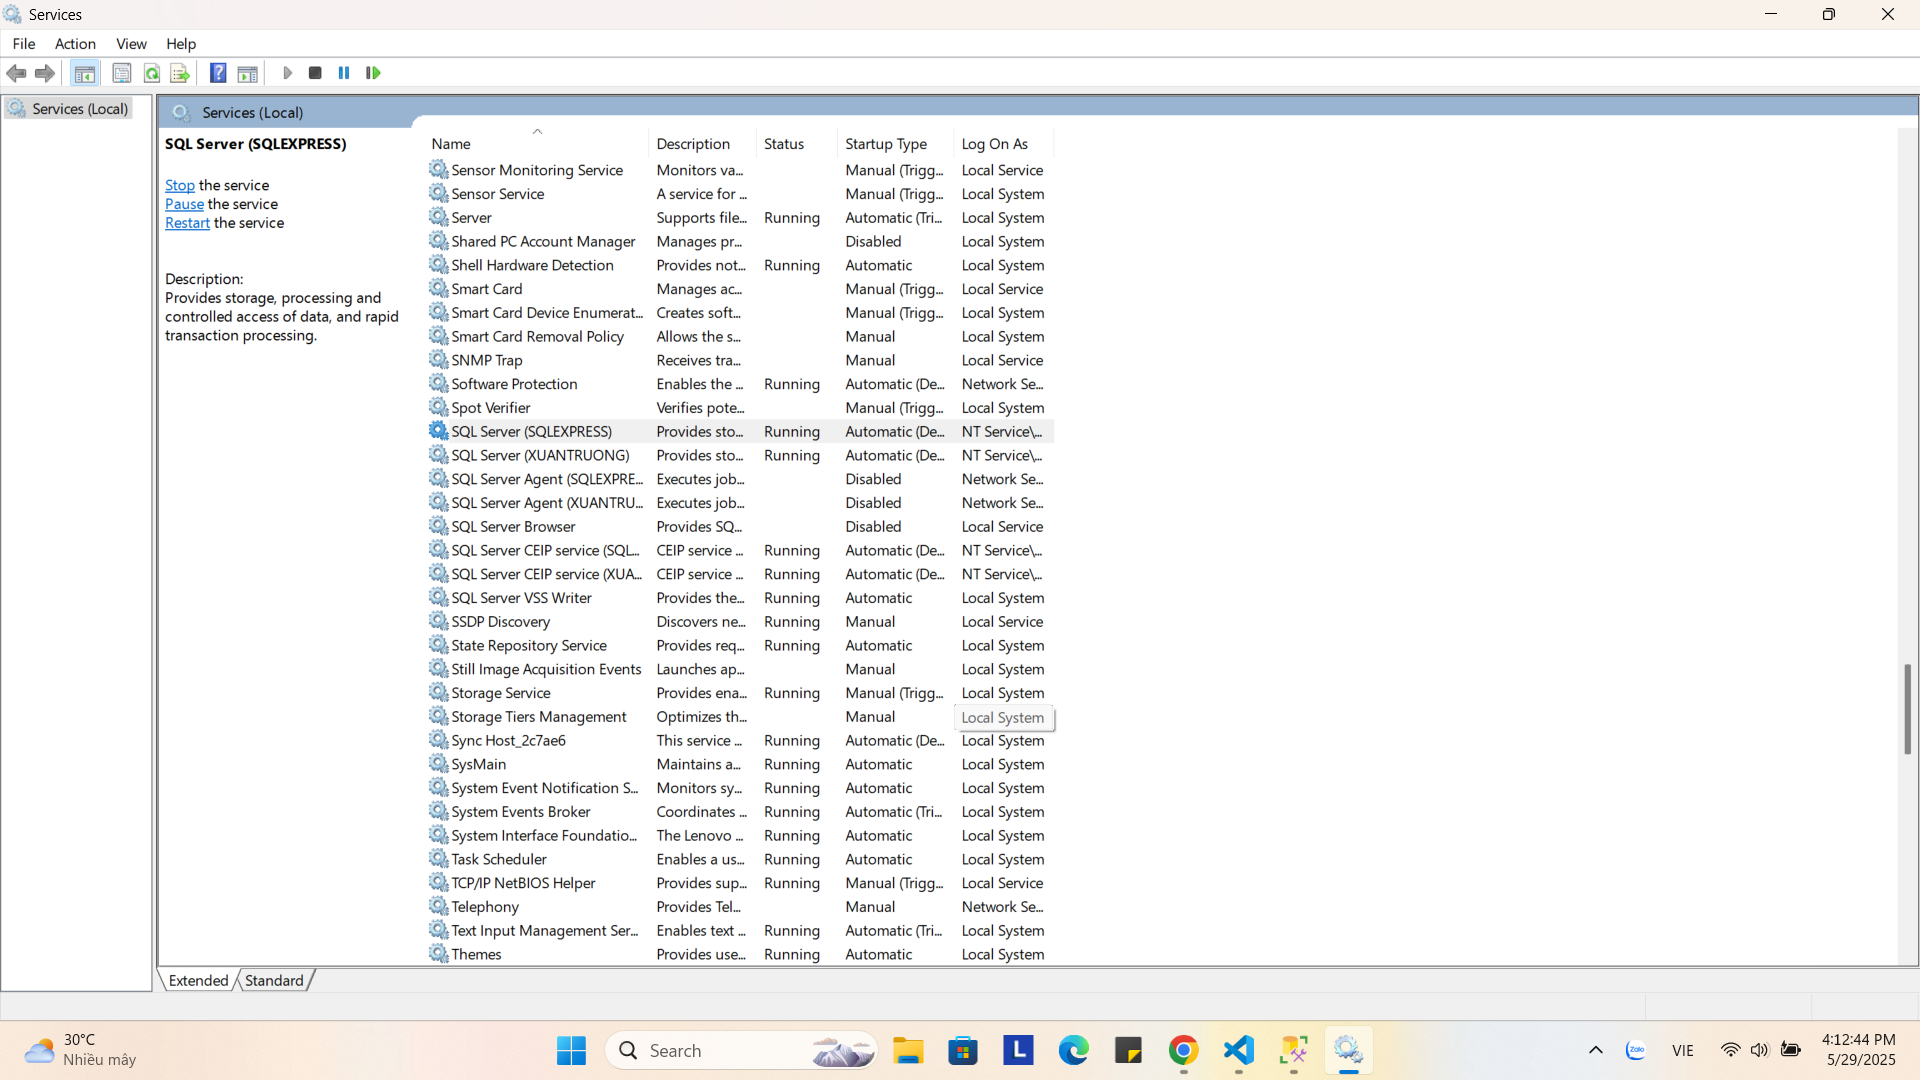 Services
File Action View Help
Services (Local)
Services (Local)
SQL Server (SQLEXPRESS)
Stop the service
Pause the service
Restart the service
Description:
Provides storage, processing and
controlled access of data, and rapid
transaction processing.
Name Description Status Startup Type Log On As
Sensor Monitoring Service Monitors va... Manual (Trigg... Local Service
Sensor Service A service for ... Manual (Trigg... Local System
Server Supports file... Running Automatic (Tri... Local System
Shared PC Account Manager Manages pr... Disabled Local System
Shell Hardware Detection Provides not... Running Automatic Local System
Smart Card Manages ac... Manual (Trigg... Local Service
Smart Card Device Enumerat... Creates soft... Manual (Trigg... Local System
Smart Card Removal Policy Allows the s... Manual Local System
SNMP Trap Receives tra... Manual Local Service
Software Protection Enables the ... Running Automatic (De... Network Se...
Spot Verifier Verifies pote... Manual (Trigg... Local System
SQL Server (SQLEXPRESS) Provides sto... Running Automatic (De... NT Service\...
SQL Server (XUANTRUONG) Provides sto... Running Automatic (De... NT Service\...
SQL Server Agent (SQLEXPRE... Executes job... Disabled Network Se...
SQL Server Agent (XUANTRU... Executes job... Disabled Network Se...
SQL Server Browser Provides SQ... Disabled Local Service
SQL Server CEIP service (SQL... CEIP service ... Running Automatic (De... NT Service\...
SQL Server CEIP service (XUA... CEIP service ... Running Automatic (De... NT Service\...
SQL Server VSS Writer Provides the... Running Automatic Local System
SSDP Discovery Discovers ne... Running Manual Local Service
State Repository Service Provides req... Running Automatic Local System
Still Image Acquisition Events Launches ap... Manual Local System
Storage Service Provides ena... Running Manual (Trigg... Local System
Storage Tiers Management Optimizes th... Manual Local System
Sync Host_2c7ae6 This service ... Running Automatic (De... Local System
SysMain Maintains a... Running Automatic Local System
System Event Notification S... Monitors sy... Running Automatic Local System
System Events Broker Coordinates ... Running Automatic (Tri... Local System
System Interface Foundatio... The Lenovo ... Running Automatic Local System
Task Scheduler Enables a us... Running Automatic Local System
TCP/IP NetBIOS Helper Provides sup... Running Manual (Trigg... Local Service
Telephony Provides Tel... Manual Network Se...
Text Input Management Ser... Enables text ... Running Automatic (Tri... Local System
Themes Provides use... Running Automatic Local System
Extended Standard
30°C
Nhiều mây
Search
L
Zalo
VIE
4:12:44 PM
5/29/2025